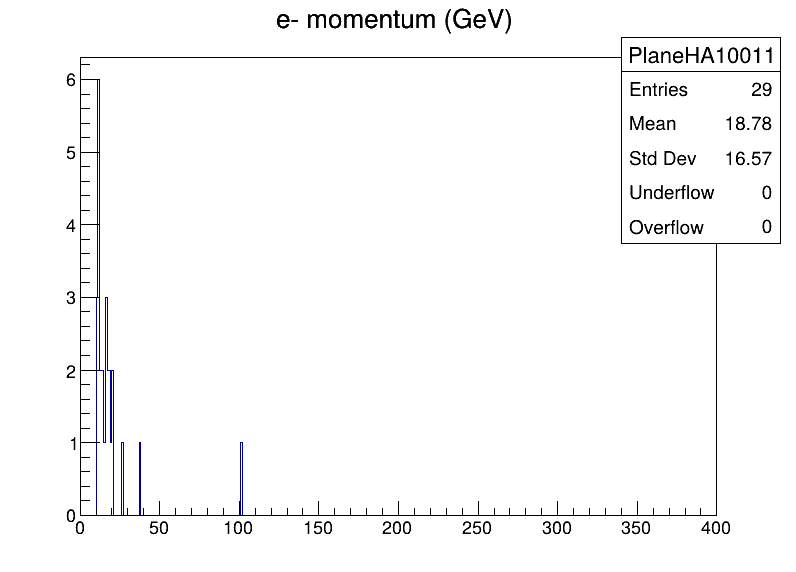 e- momentum (GeV)
PlaneHA10011
Entries 29
Mean 18.78
Std Dev 16.57
Underflow 0
Overflow 0
6
5
4
3
2
1
0
0 50 100 150 200 250 300 350 400